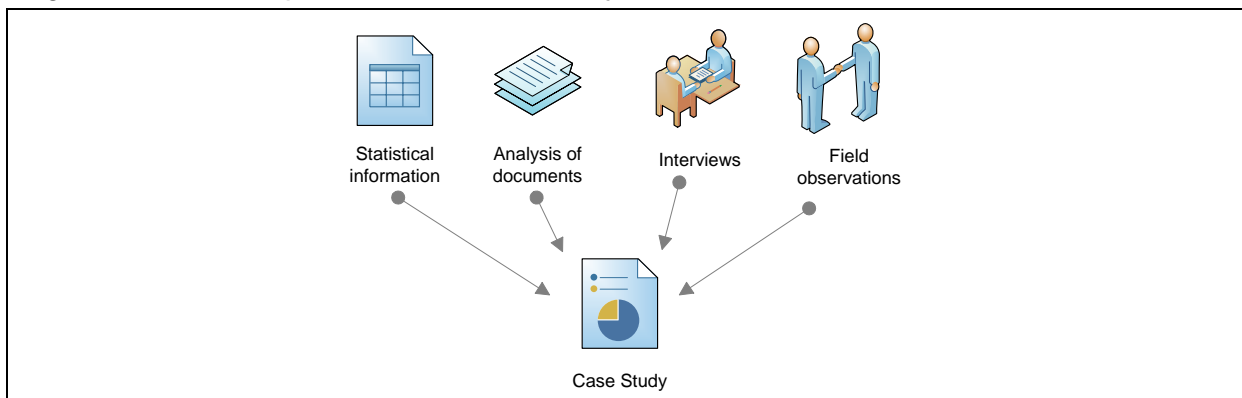 Statistical
information
Analysis of
documents
Interviews
Field
observations
Case Study